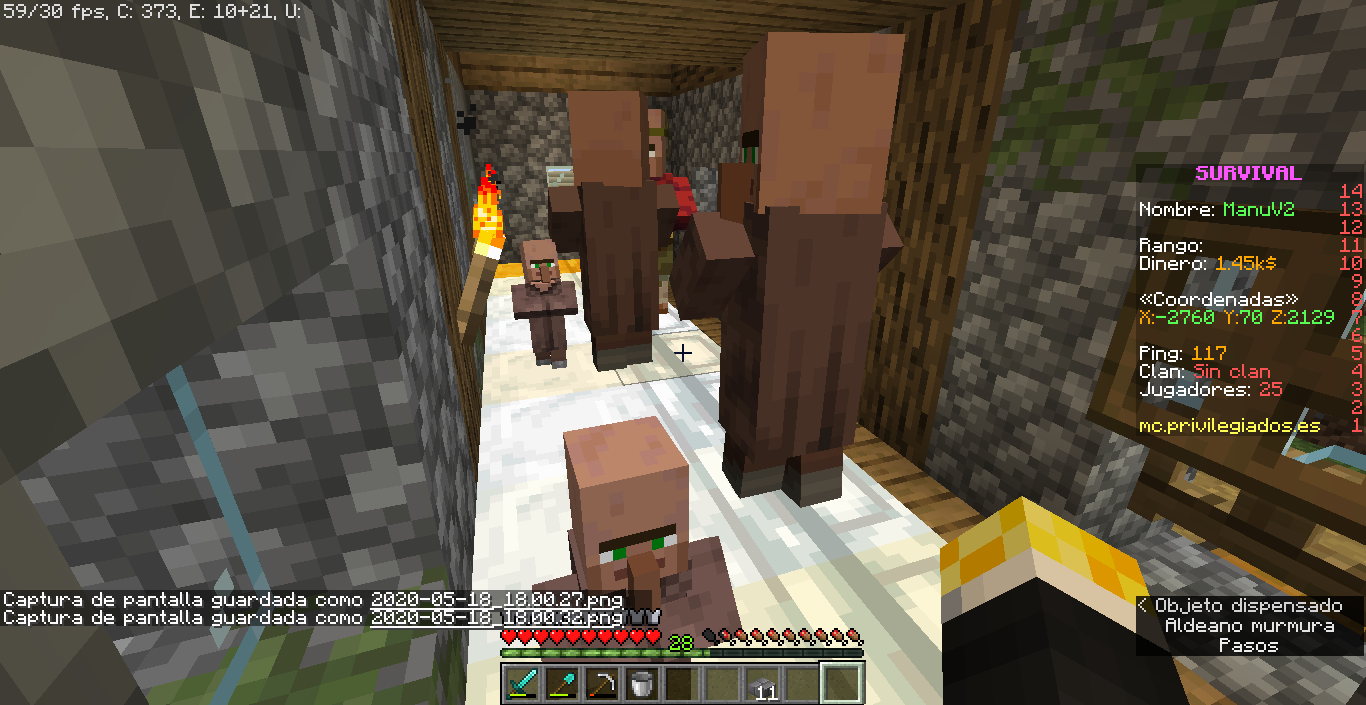 59/30 fps, C: 373, E: 10+21, U:
SURVIVAL
14
Nombre: ManuV2 13
12
Rango: 11
Dinero: 1.45k$ 10
9
«Coordenadas» 8
X:-2760 Y:70 Z:2129 7
6
Ping: 117 5
Clan: Sin clan 4
Jugadores: 25 3
2
mc.privilegiados.es 1
Captura de pantalla guardada como 2020-05-18_18.00.27.png
Captura de pantalla guardada como 2020-05-18_18.00.32.png
< Objeto dispensado
Aldeano murmura
Pasos
28
11